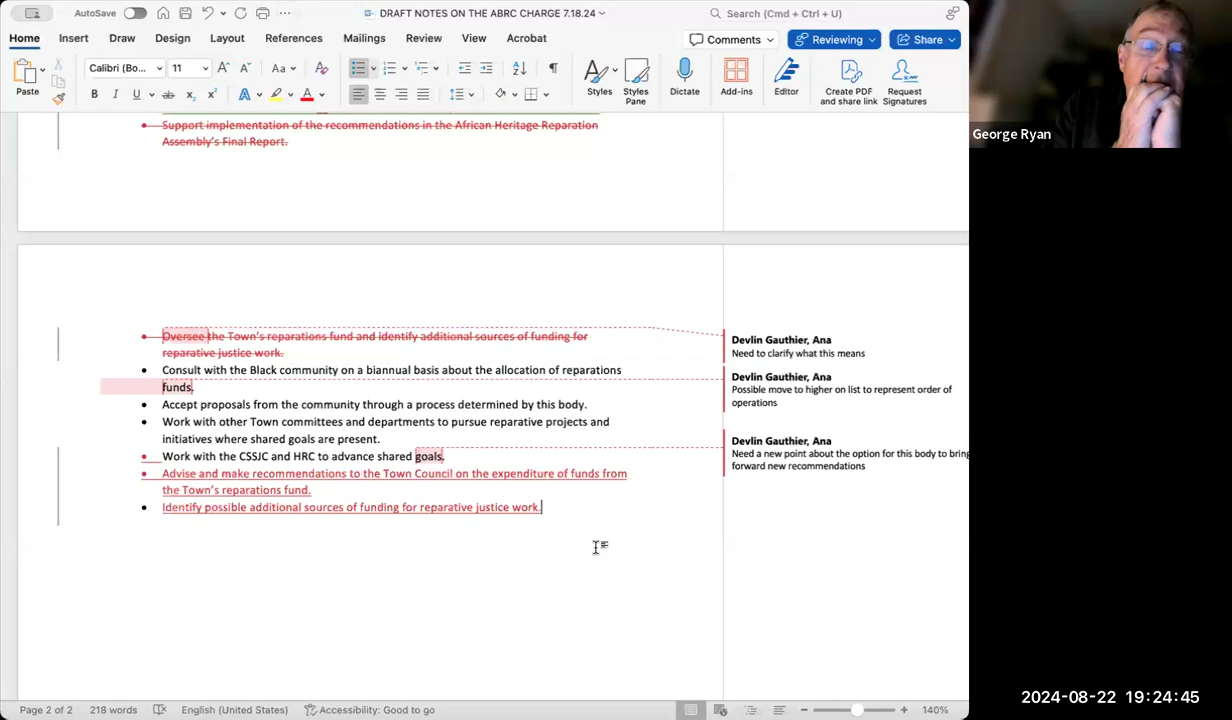 AutoSave
DRAFT NOTES ON THE ABRC CHARGE 7.18.24
Search (Cmd + Ctrl + U)
Home
Insert
Draw
Design
Layout
References
Mailings
Review
View
Acrobat
Comments
Reviewing
Share
Paste
Calibri (Bo...
11
Styles
Styles Pane
Dictate
Add-ins
Editor
Create PDF and share link
Request Signatures
George Ryan
Support implementation of the recommendations in the African Heritage Reparation
Assembly's Final Report.
Oversee the Town's reparations fund and identify additional sources of funding for
reparative justice work.
Consult with the Black community on a biannual basis about the allocation of reparations
funds.
Accept proposals from the community through a process determined by this body.
Work with other Town committees and departments to pursue reparative projects and
initiatives where shared goals are present.
Work with the CSSJC and HRC to advance shared goals.
Advise and make recommendations to the Town Council on the expenditure of funds from
the Town's reparations fund.
Identify possible additional sources of funding for reparative justice work.
Devlin Gauthier, Ana
Need to clarify what this means
Devlin Gauthier, Ana
Possible move to higher on list to represent order of
operations
Devlin Gauthier, Ana
Need a new point about the option for this body to bring
forward new recommendations
Page 2 of 2
218 words
English (United States)
Accessibility: Good to go
140%
2024-08-22 19:24:45